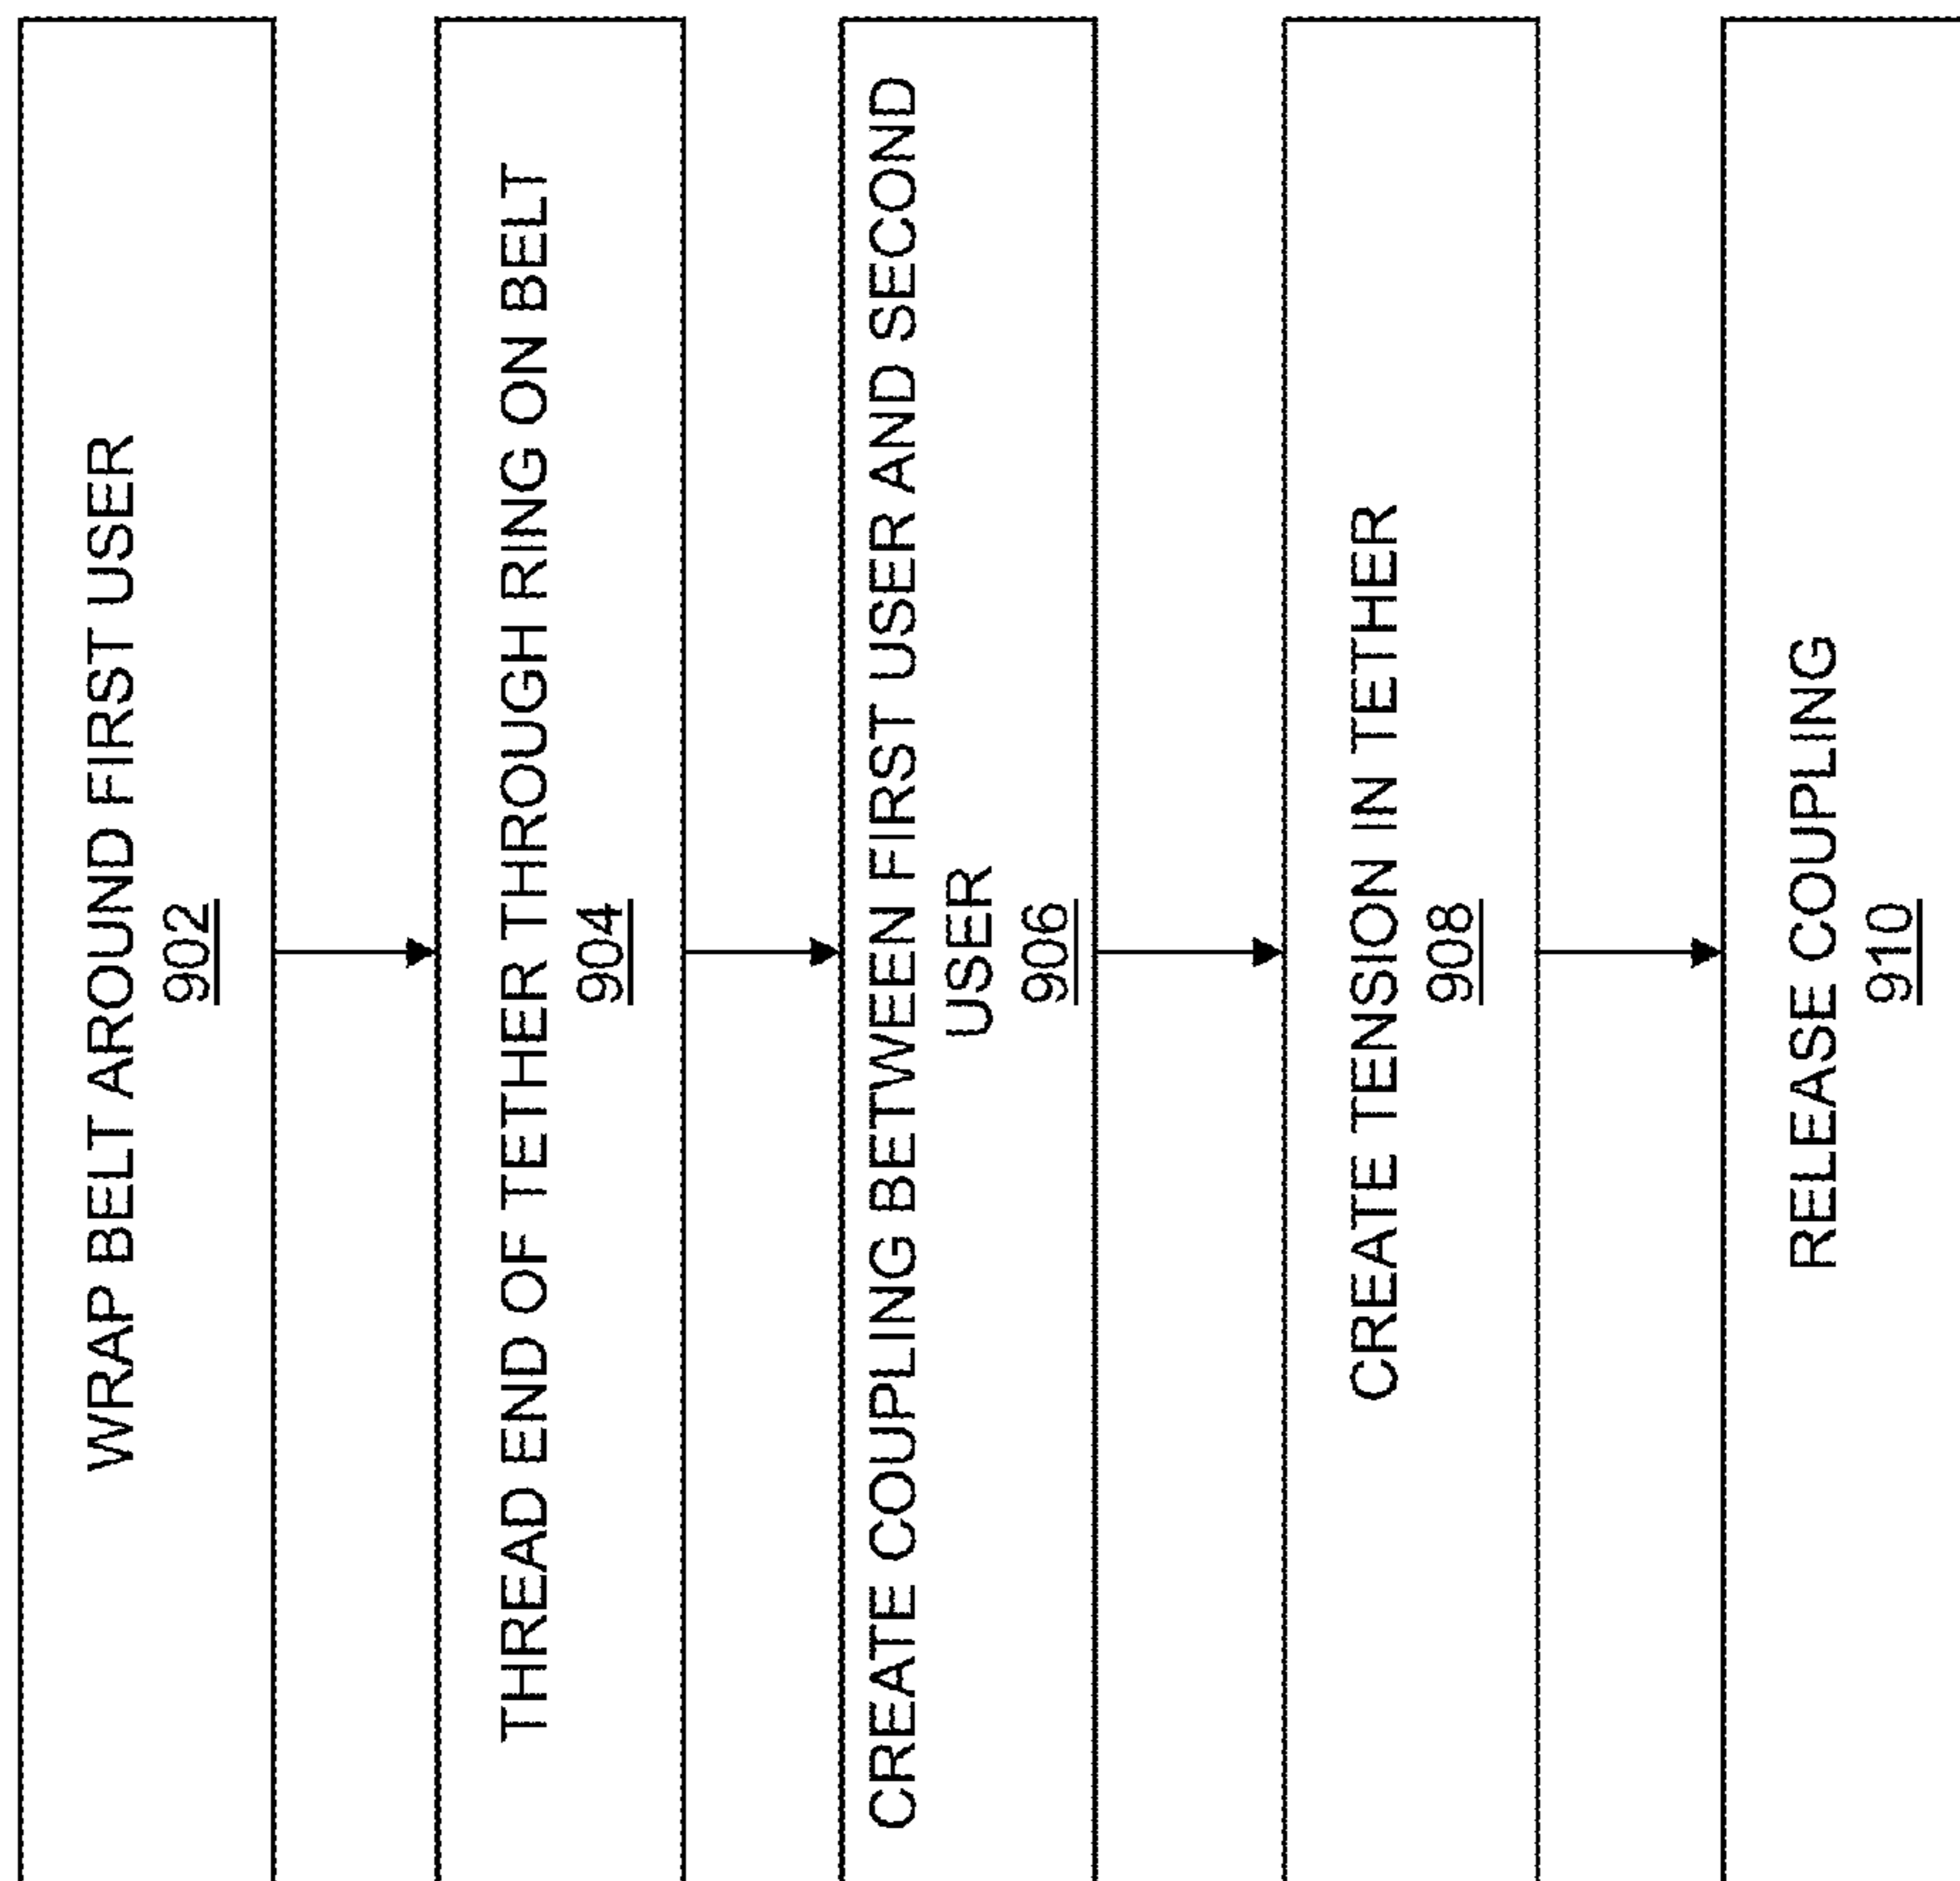 WRAP BELT AROUND FIRST USER
902
THREAD END OF TETHER THROUGH RING ON BELT
904
CREATE COUPLING BETWEEN FIRST USER AND SECOND
USER
906
CREATE TENSION IN TETHER
908
RELEASE COUPLING
910